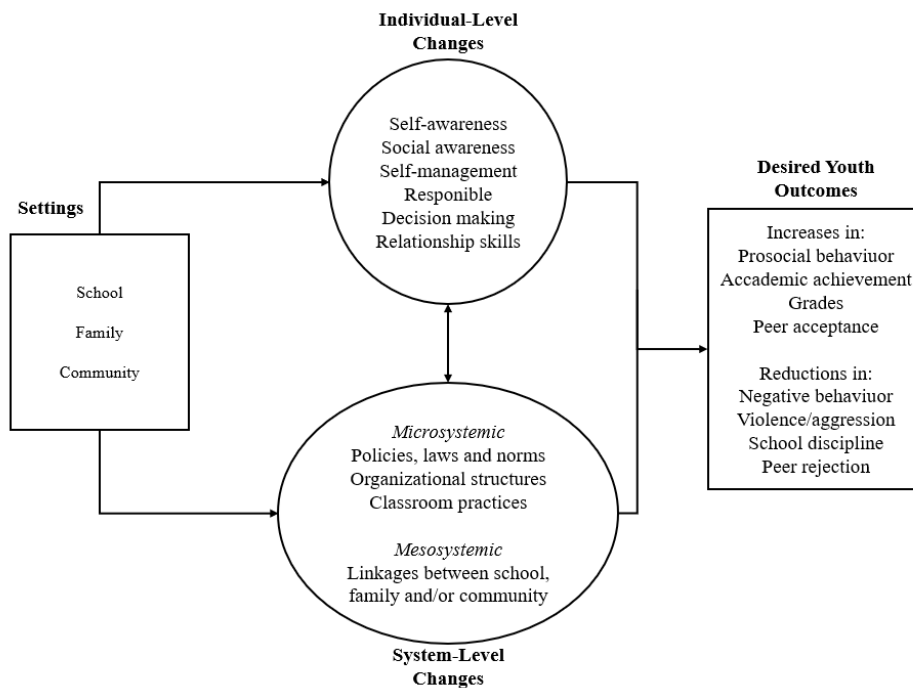 Individual-Level
Changes
Self-awareness
Social awareness
Self-management
Responible
Decision making
Relationship skills
Settings
School
Family
Community
Microsystemic
Policies, laws and norms
Organizational structures
Classroom practices
Mesosystemic
Linkages between school,
family and/or community
System-Level
Changes
Desired Youth
Outcomes
Increases in:
Prosocial behaviuor
Accademic achievement
Grades
Peer acceptance
Reductions in:
Negative behaviuor
Violence/aggression
School discipline
Peer rejection